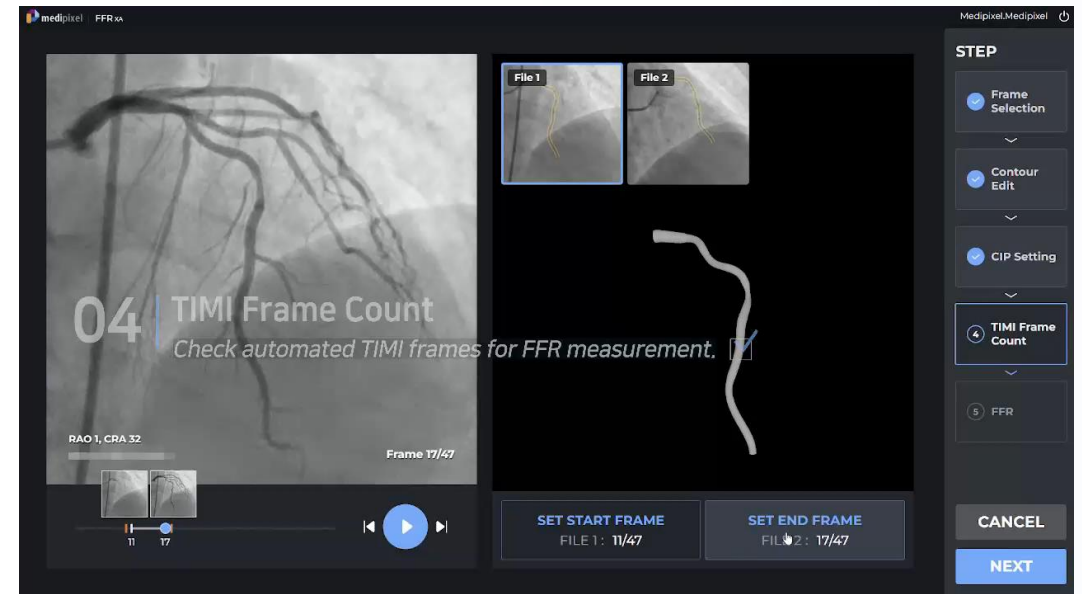 medipixel FFR XA
Medipixel.Medipixel
STEP
File 1
File 2
Frame
Selection
Contour
Edit
CIP Setting
04 TIMI Frame Count
Check automated TIMI frames for FFR measurement.
4 TIMI Frame
Count
5 FFR
RAO 1, CRA 32
Frame 17/47
11 17
SET START FRAME
FILE 1 : 11/47
SET END FRAME
FILE 2 : 17/47
CANCEL
NEXT